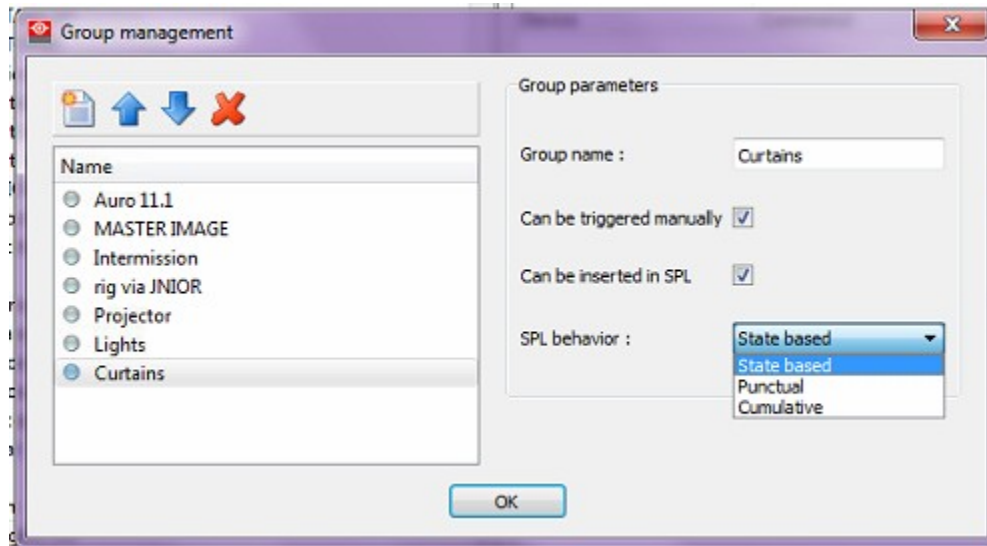 Group management
Name
Auro 11.1
MASTER IMAGE
Intermission
rig via JNIOR
Projector
Lights
Curtains
Group parameters
Group name : Curtains
Can be triggered manually
Can be inserted in SPL
SPL behavior : State based
State based
Punctual
Cumulative
OK